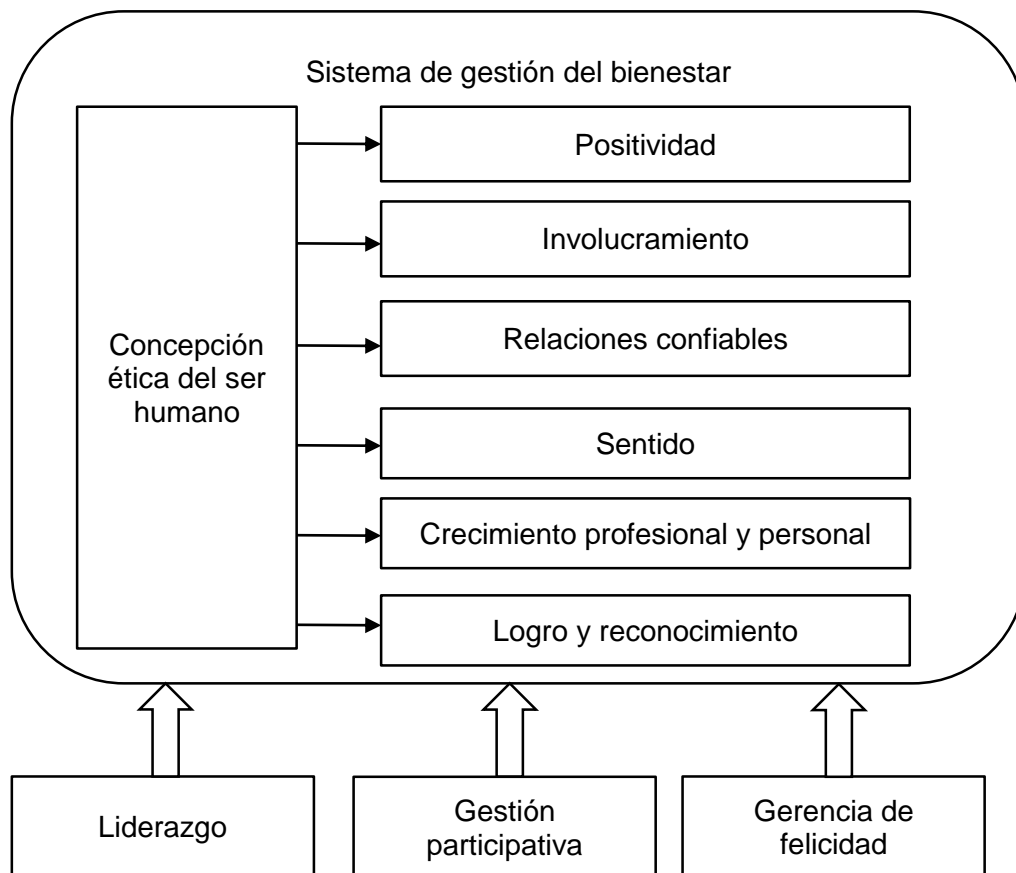 Sistema de gestión del bienestar
Concepción
ética del ser
humano
Positividad
Involucramiento
Relaciones confiables
Sentido
Crecimiento profesional y personal
Logro y reconocimiento
Liderazgo
Gestión
participativa
Gerencia de
felicidad